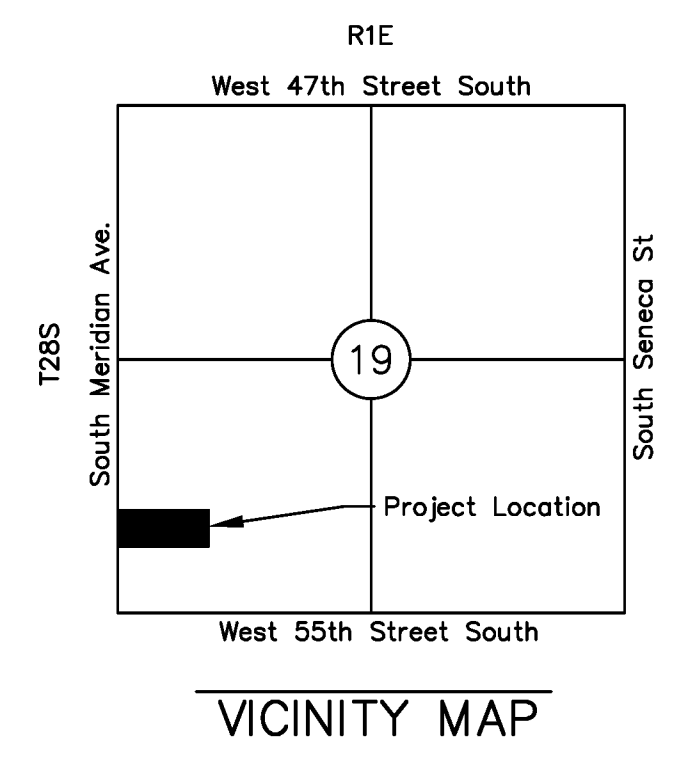 R1E
West 47th Street South
South Meridian Ave.
T28S
South Seneca St
19
Project Location
West 55th Street South
VICINITY MAP